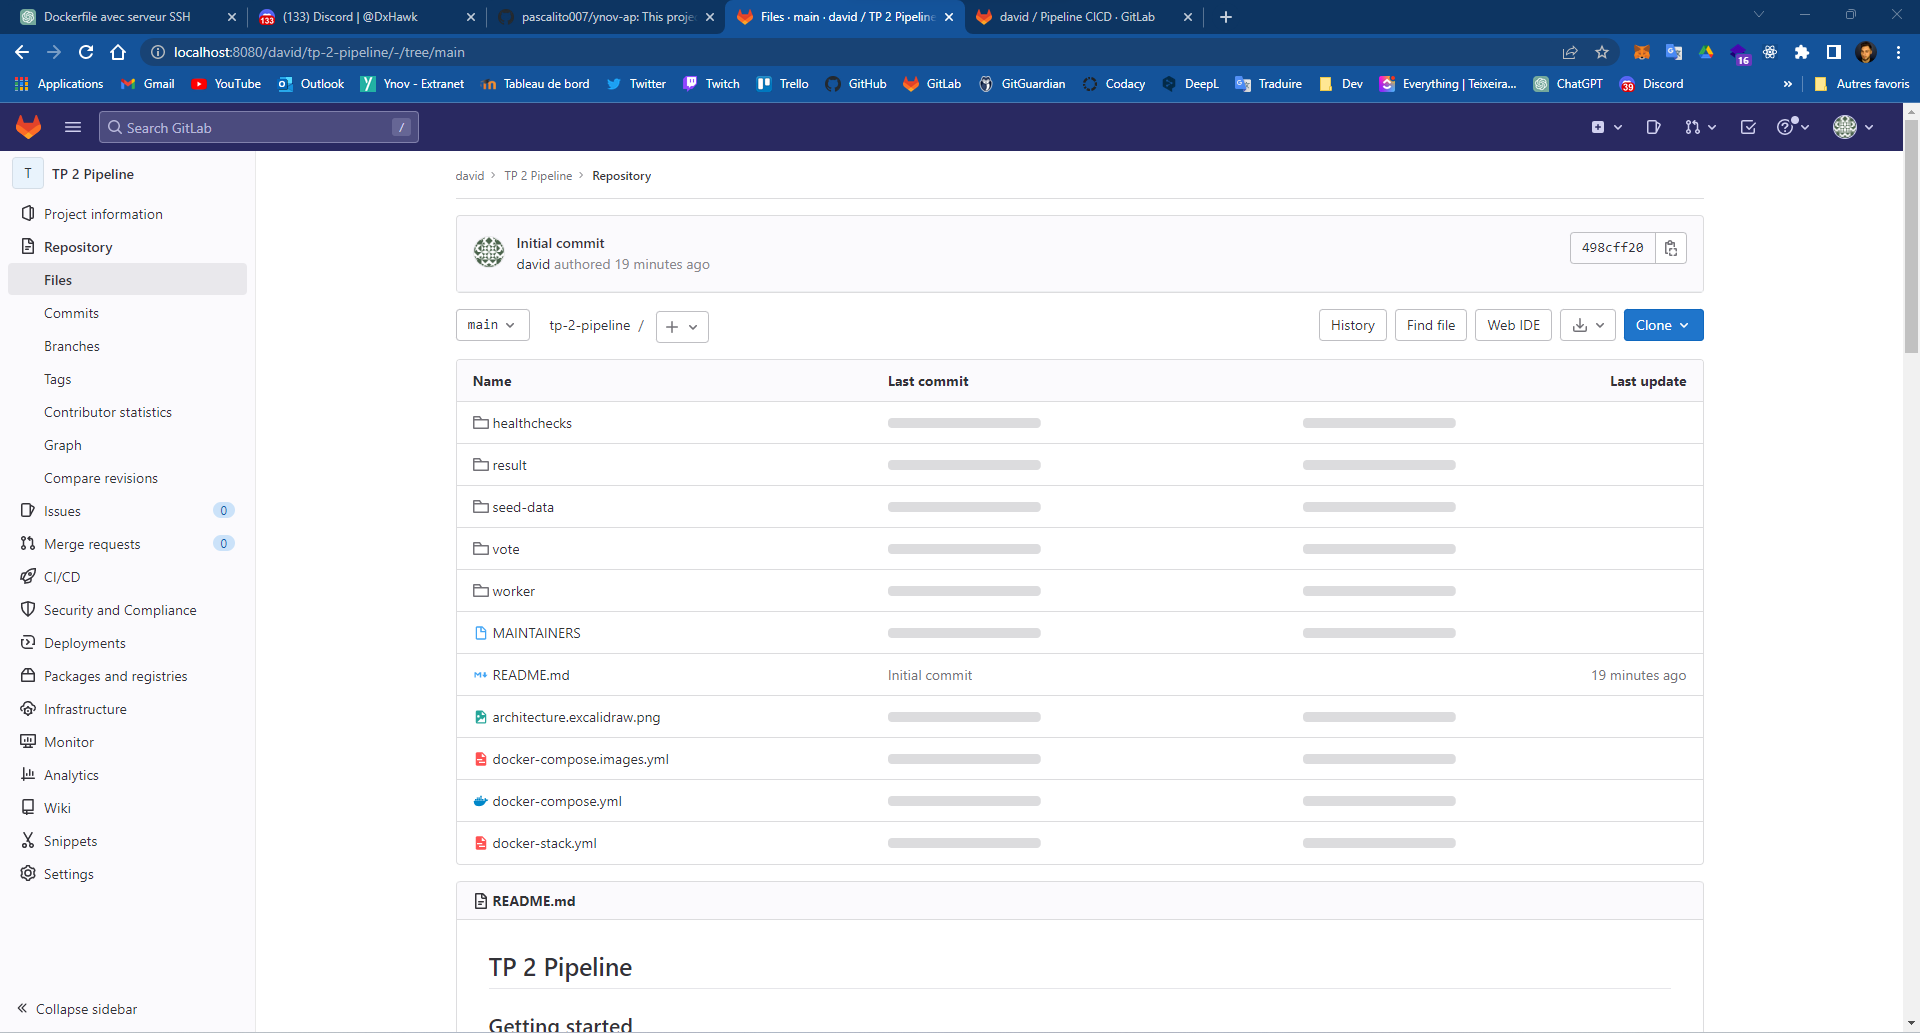 Dockerfile avec serveur SSH
(133) Discord | @DxHawk
pascalito007/ynov-ap: This proje
Files · main · david / TP 2 Pipeline
david / Pipeline CICD · GitLab
localhost:8080/david/tp-2-pipeline/-/tree/main
16
Applications
Gmail
YouTube
Outlook
Ynov - Extranet
Tableau de bord
Twitter
Twitch
Trello
GitHub
GitLab
GitGuardian
Codacy
DeepL
Traduire
Dev
Everything | Teixeira...
ChatGPT
39
Discord
»
Autres favoris
Search GitLab
/
T
TP 2 Pipeline
Project information
Repository
Files
Commits
Branches
Tags
Contributor statistics
Graph
Compare revisions
Issues 0
Merge requests 0
CI/CD
Security and Compliance
Deployments
Packages and registries
Infrastructure
Monitor
Analytics
Wiki
Snippets
Settings
Collapse sidebar
david > TP 2 Pipeline > Repository
Initial commit
david authored 19 minutes ago
498cff20
main
tp-2-pipeline /
+
History
Find file
Web IDE
Clone
Name Last commit Last update
healthchecks
result
seed-data
vote
worker
MAINTAINERS
README.md Initial commit 19 minutes ago
architecture.excalidraw.png
docker-compose.images.yml
docker-compose.yml
docker-stack.yml
README.md
TP 2 Pipeline
Getting started